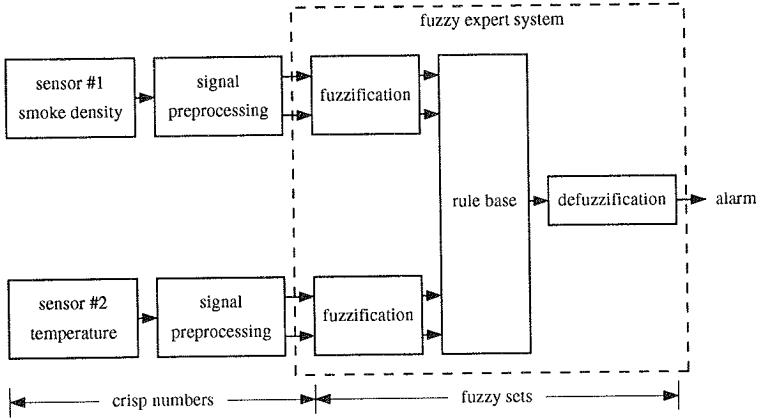 fuzzy expert system
sensor #1
smoke density
signal
preprocessing
fuzzification
rule base
defuzzification
alarm
sensor #2
temperature
signal
preprocessing
fuzzification
crisp numbers
fuzzy sets